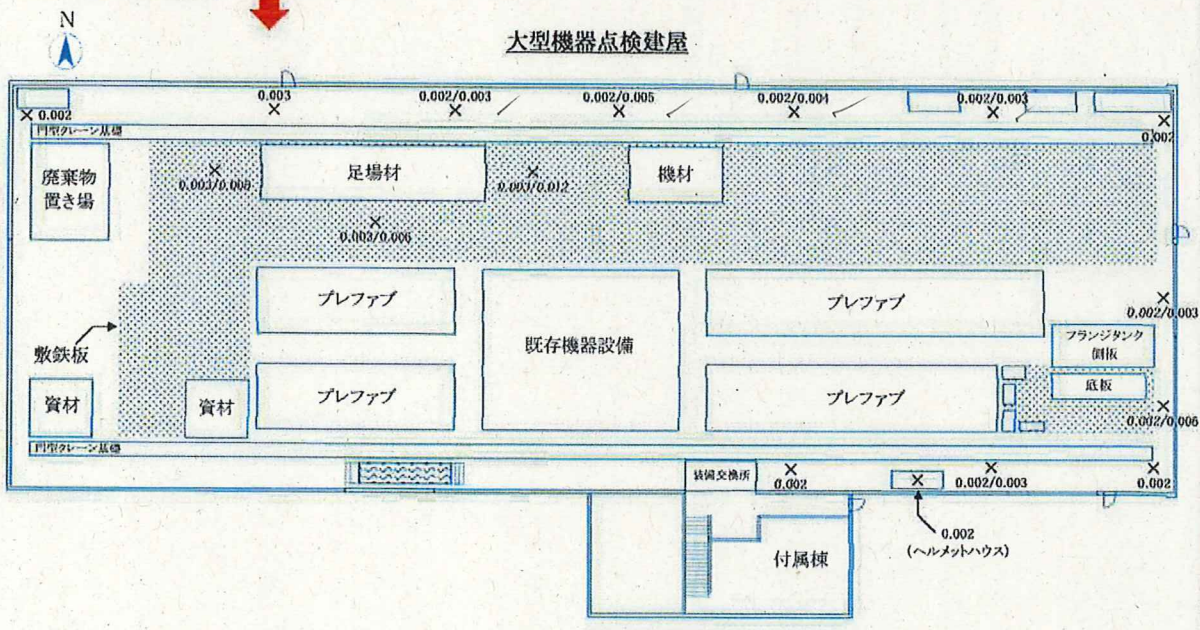 N
大型機器点検建屋
0.002
0.003
0.002/0.003
0.002/0.005
0.002/0.004
0.002/0.003
0.002
門型クレーン基礎
廃棄物
置き場
足場材
機材
0.003/0.012
0.003/0.006
プレファブ
既存機器設備
プレファブ
0.002/0.003
敷鉄板
フランジタンク
側板
プレファブ
プレファブ
底板
資材
資材
0.002/0.006
門型クレーン基礎
装備交換所
0.002
0.002/0.003
0.002
0.002
(ヘルメットハウス)
付属棟